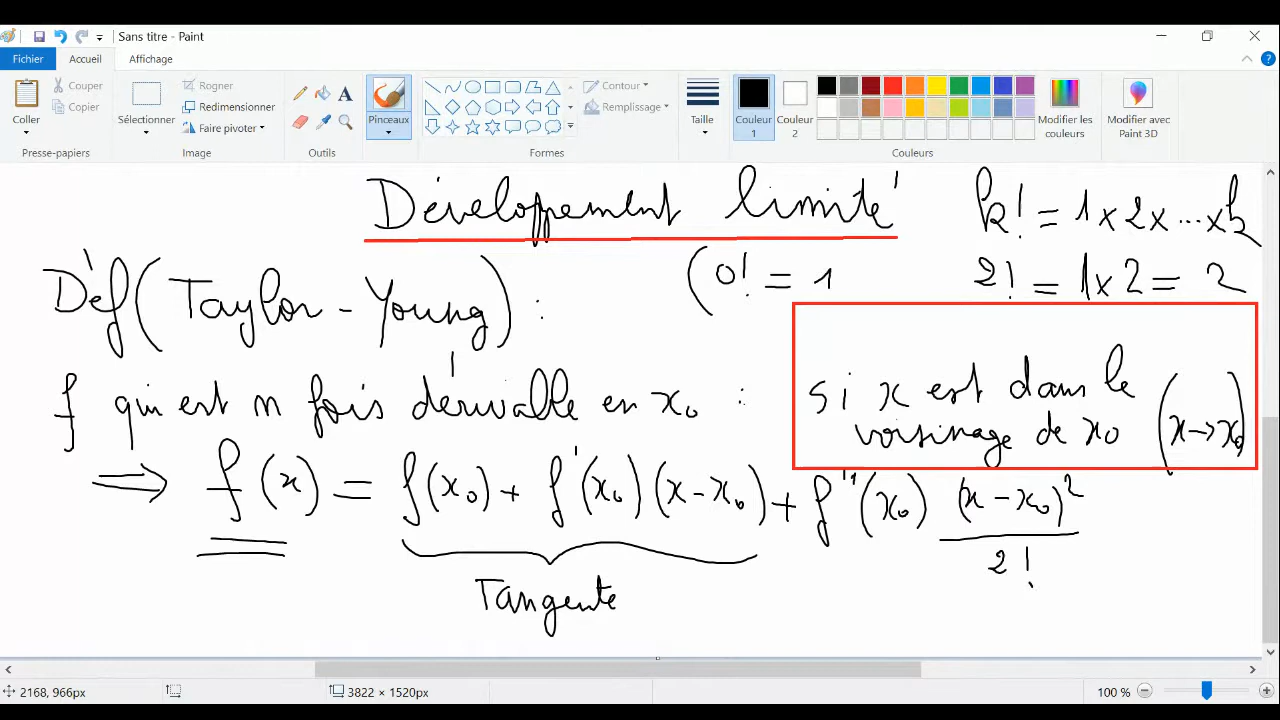 Sans titre - Paint
Fichier Accueil Affichage
Coller Couper Copier Sélectionner Rogner Redimensionner Faire pivoter Pinceaux Contour Remplissage Taille Couleur 1 Couleur 2 Modifier les couleurs Modifier avec Paint 3D
Presse-papiers Image Outils Formes Couleurs
Développement limité
k! = 1 x 2 x ... x k
(0! = 1
2! = 1 x 2 = 2
Déf (Taylor - Young) :
si x est dans le
voisinage de x₀ (x → x₀)
f qui est n fois dérivable en x₀ :
⇒ f(x) = f(x₀) + f'(x₀)(x - x₀) + f''(x₀) (x - x₀)² / 2!
Tangente
2168, 966px 3822 × 1520px 100 %